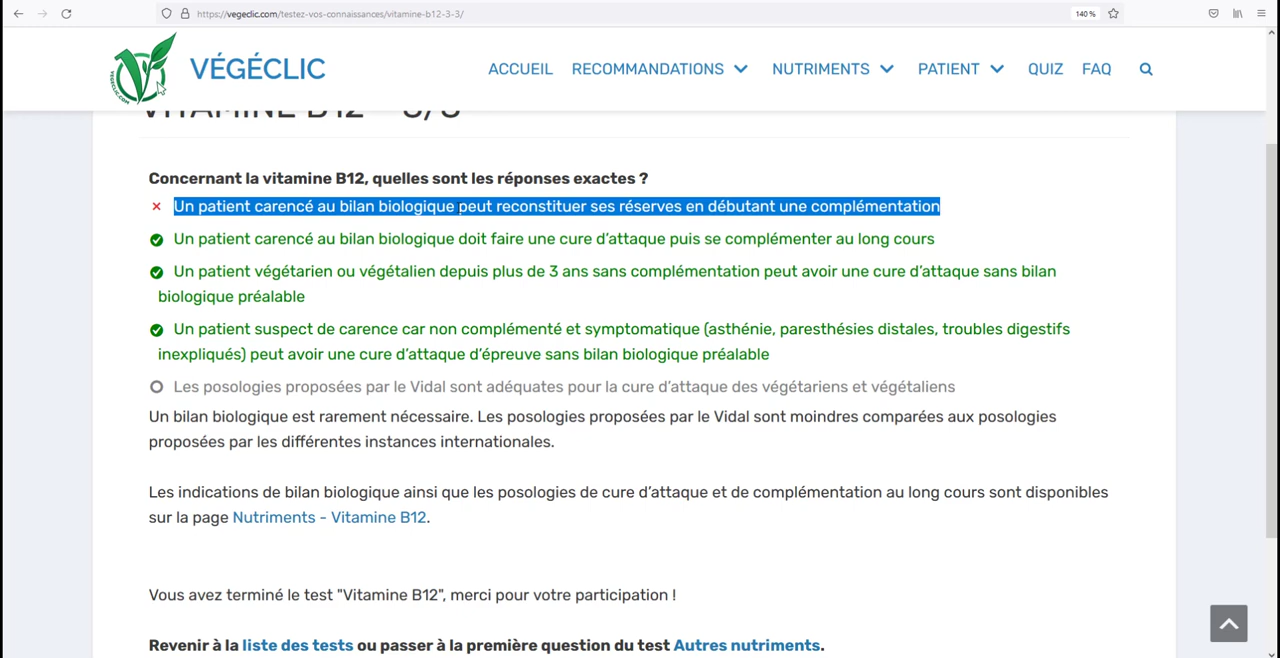 https://vegeclic.com/testez-vos-connaissances/vitamine-b12-3-3/
140 %
VÉGÉCLIC
ACCUEIL RECOMMANDATIONS NUTRIMENTS PATIENT QUIZ FAQ
VITAMINE B12 – 3/3
Concernant la vitamine B12, quelles sont les réponses exactes ?
Un patient carencé au bilan biologique peut reconstituer ses réserves en débutant une complémentation
Un patient carencé au bilan biologique doit faire une cure d’attaque puis se complémenter au long cours
Un patient végétarien ou végétalien depuis plus de 3 ans sans complémentation peut avoir une cure d’attaque sans bilan
biologique préalable
Un patient suspect de carence car non complémenté et symptomatique (asthénie, paresthésies distales, troubles digestifs
inexpliqués) peut avoir une cure d’attaque d’épreuve sans bilan biologique préalable
Les posologies proposées par le Vidal sont adéquates pour la cure d’attaque des végétariens et végétaliens
Un bilan biologique est rarement nécessaire. Les posologies proposées par le Vidal sont moindres comparées aux posologies
proposées par les différentes instances internationales.
Les indications de bilan biologique ainsi que les posologies de cure d’attaque et de complémentation au long cours sont disponibles
sur la page Nutriments - Vitamine B12.
Vous avez terminé le test "Vitamine B12", merci pour votre participation !
Revenir à la liste des tests ou passer à la première question du test Autres nutriments.